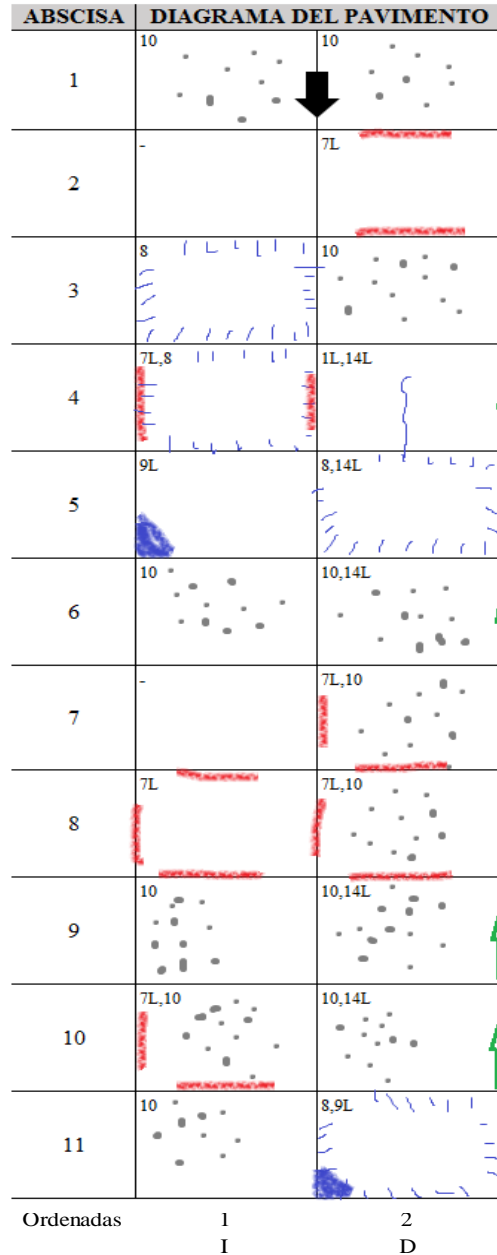 ABSCISA DIAGRAMA DEL PAVIMENTO
10 10
1
- 7L
2
8 10
3
7L,8 1L,14L
4
9L 8,14L
5
10 10,14L
6
- 7L,10
7
7L 7L,10
8
10 10,14L
9
7L,10 10,14L
10
10 8,9L
11
Ordenadas 1 2
I D